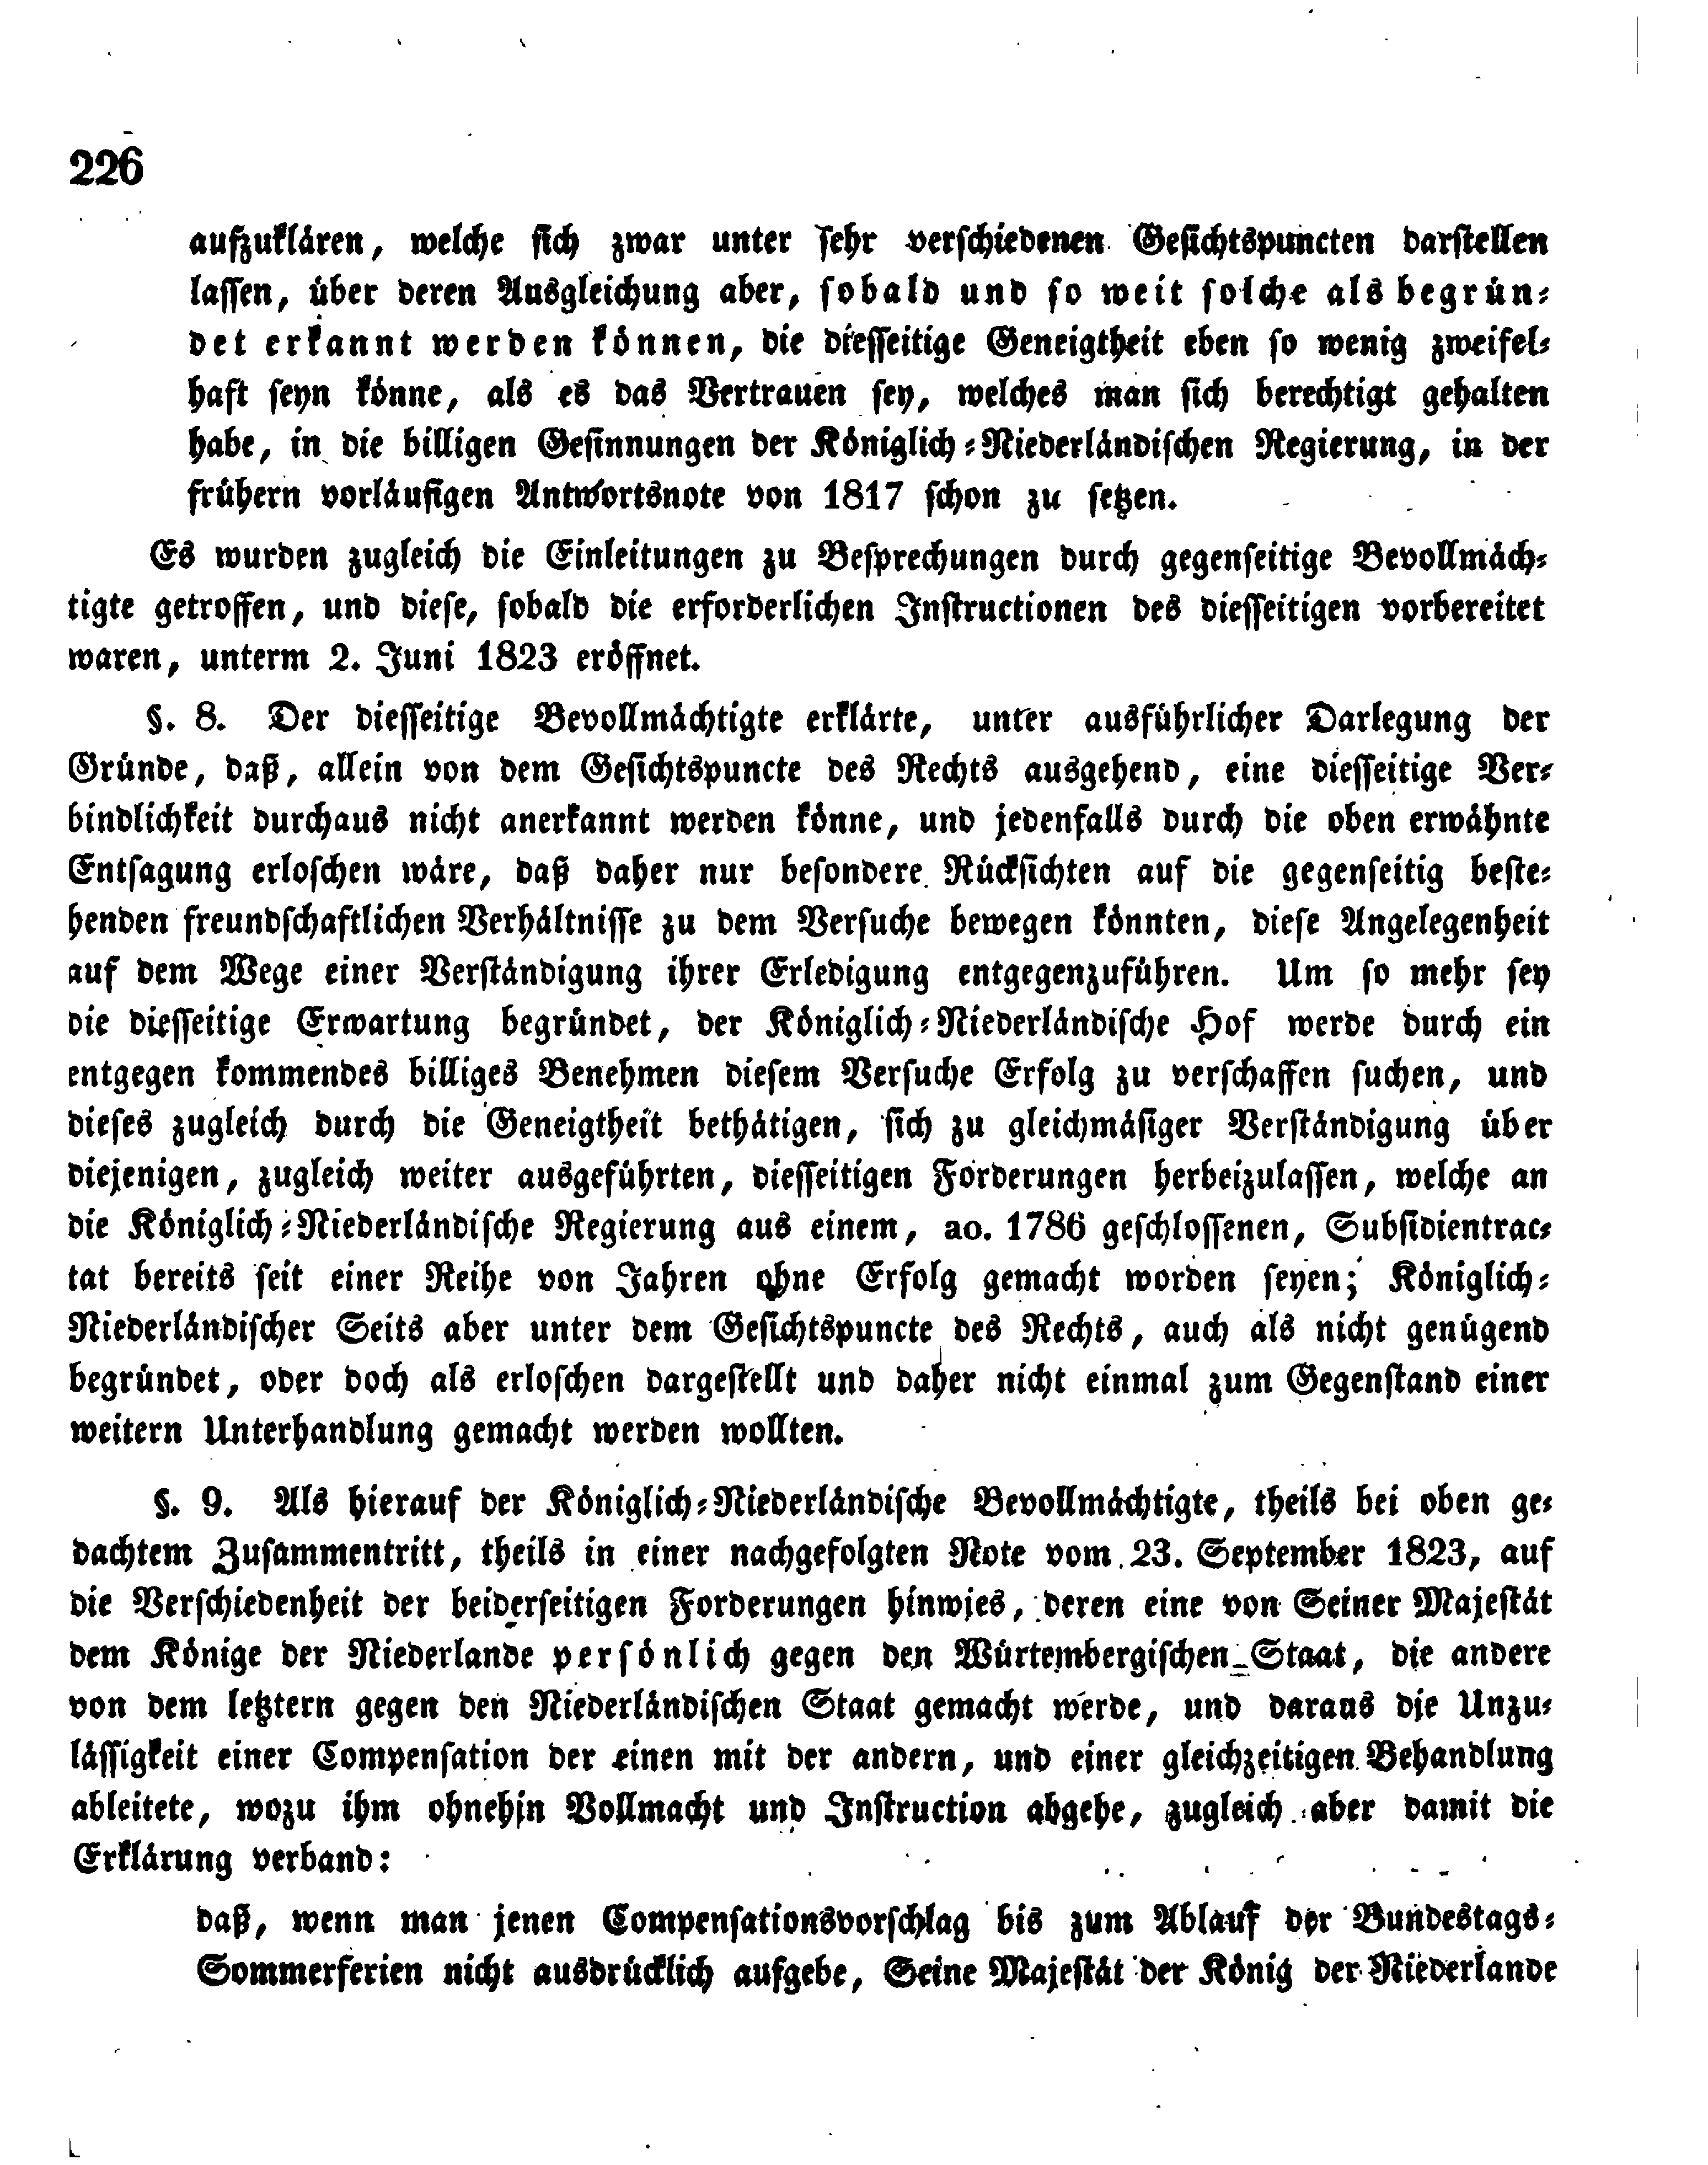 226
aufzuklären, welche sich zwar unter sehr verschiedenen Gesichtspuncten darstellen
lassen, über deren Ausgleichung aber, sobald und so weit solche als begrün-
det erkannt werden können, die diesseitige Geneigtheit eben so wenig zweifel-
haft seyn könne, als es das Vertrauen sey, welches man sich berechtigt gehalten
habe, in die billigen Gesinnungen der Königlich-Niederländischen Regierung, in der
frühern vorläufigen Antwortsnote von 1817 schon zu setzen.
Es wurden zugleich die Einleitungen zu Besprechungen durch gegenseitige Bevollmäch-
tigte getroffen, und diese, sobald die erforderlichen Instructionen des diesseitigen vorbereitet
waren, unterm 2. Juni 1823 eröffnet.
§. 8. Der diesseitige Bevollmächtigte erklärte, unter ausführlicher Darlegung der
Gründe, daß, allein von dem Gesichtspuncte des Rechts ausgehend, eine diesseitige Ver-
bindlichkeit durchaus nicht anerkannt werden könne, und jedenfalls durch die oben erwähnte
Entsagung erloschen wäre, daß daher nur besondere Rücksichten auf die gegenseitig beste-
henden freundschaftlichen Verhältnisse zu dem Versuche bewegen könnten, diese Angelegenheit
auf dem Wege einer Verständigung ihrer Erledigung entgegenzuführen. Um so mehr sey
die diesseitige Erwartung begründet, der Königlich-Niederländische Hof werde durch ein
entgegen kommendes billiges Benehmen diesem Versuche Erfolg zu verschaffen suchen, und
dieses zugleich durch die Geneigtheit bethätigen, sich zu gleichmäsiger Verständigung über
diejenigen, zugleich weiter ausgeführten, diesseitigen Forderungen herbeizulassen, welche an
die Königlich-Niederländische Regierung aus einem, ao. 1786 geschlossenen, Subsidientrac-
tat bereits seit einer Reihe von Jahren ohne Erfolg gemacht worden seyen; Königlich-
Niederländischer Seits aber unter dem Gesichtspuncte des Rechts, auch als nicht genügend
begründet, oder doch als erloschen dargestellt und daher nicht einmal zum Gegenstand einer
weitern Unterhandlung gemacht werden wollten.
§. 9. Als hierauf der Königlich-Niederländische Bevollmächtigte, theils bei oben ge-
dachtem Zusammentritt, theils in einer nachgefolgten Note vom 23. September 1823, auf
die Verschiedenheit der beiderseitigen Forderungen hinwies, deren eine von Seiner Majestät
dem Könige der Niederlande persönlich gegen den Würtembergischen Staat, die andere
von dem letztern gegen den Niederländischen Staat gemacht werde, und daraus die Unzu-
lässigkeit einer Compensation der einen mit der andern, und einer gleichzeitigen Behandlung
ableitete, wozu ihm ohnehin Vollmacht und Instruction abgehe, zugleich aber damit die
Erklärung verband:
daß, wenn man jenen Compensationsvorschlag bis zum Ablauf der Bundestags-
Sommerferien nicht ausdrücklich aufgebe, Seine Majestät der König der Niederlande